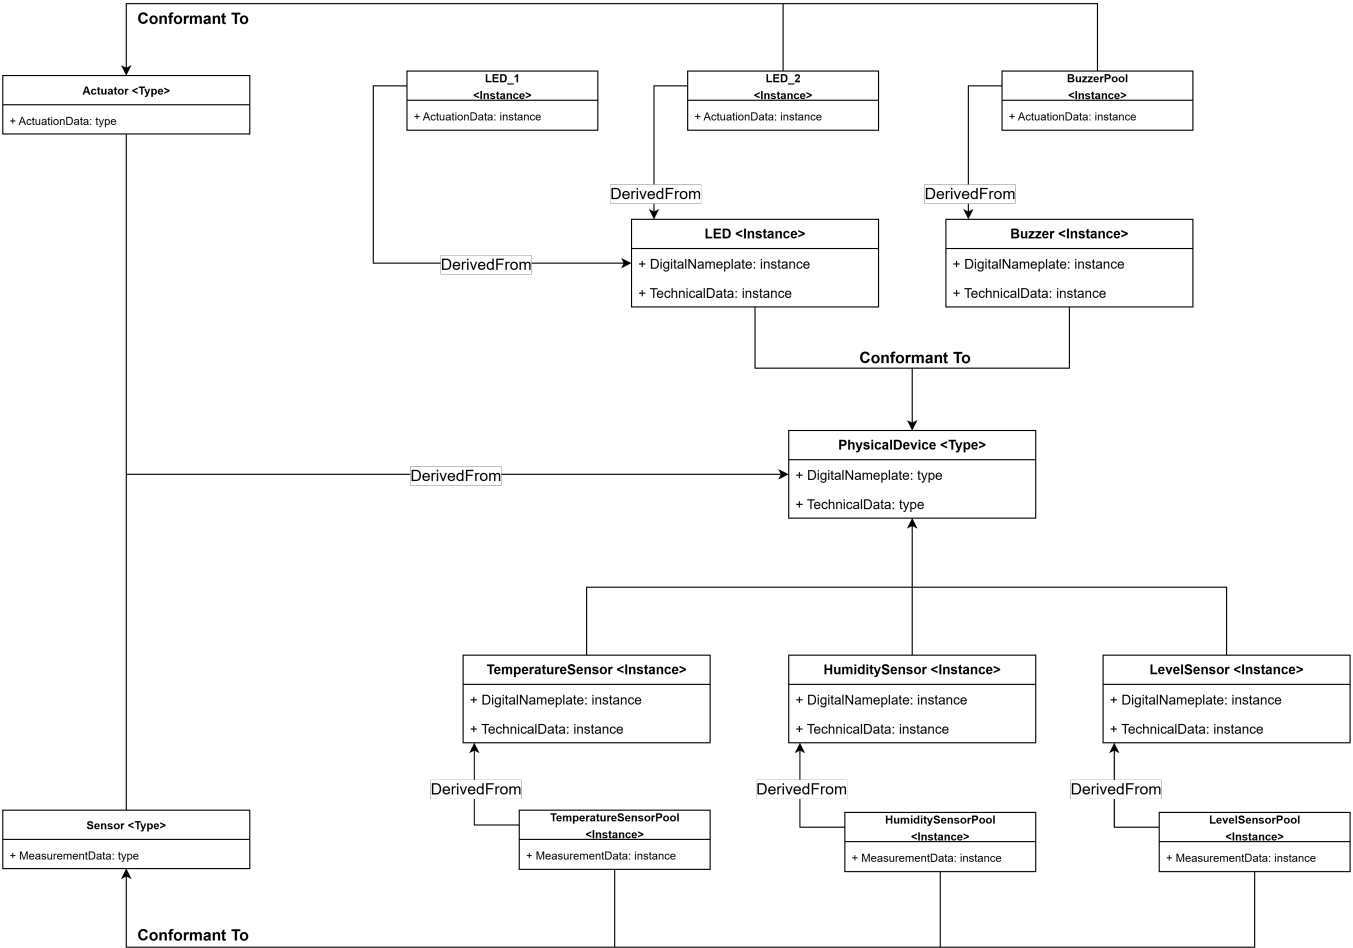 Conformant To
Actuator <Type>
+ ActuationData: type
LED_1
<Instance>
+ ActuationData: instance
LED_2
<Instance>
+ ActuationData: instance
BuzzerPool
<Instance>
+ ActuationData: instance
DerivedFrom
DerivedFrom
LED <Instance>
+ DigitalNameplate: instance
+ TechnicalData: instance
Buzzer <Instance>
+ DigitalNameplate: instance
+ TechnicalData: instance
DerivedFrom
Conformant To
PhysicalDevice <Type>
+ DigitalNameplate: type
+ TechnicalData: type
DerivedFrom
TemperatureSensor <Instance>
+ DigitalNameplate: instance
+ TechnicalData: instance
HumiditySensor <Instance>
+ DigitalNameplate: instance
+ TechnicalData: instance
LevelSensor <Instance>
+ DigitalNameplate: instance
+ TechnicalData: instance
DerivedFrom
DerivedFrom
DerivedFrom
Sensor <Type>
+ MeasurementData: type
TemperatureSensorPool
<Instance>
+ MeasurementData: instance
HumiditySensorPool
<Instance>
+ MeasurementData: instance
LevelSensorPool
<Instance>
+ MeasurementData: instance
Conformant To